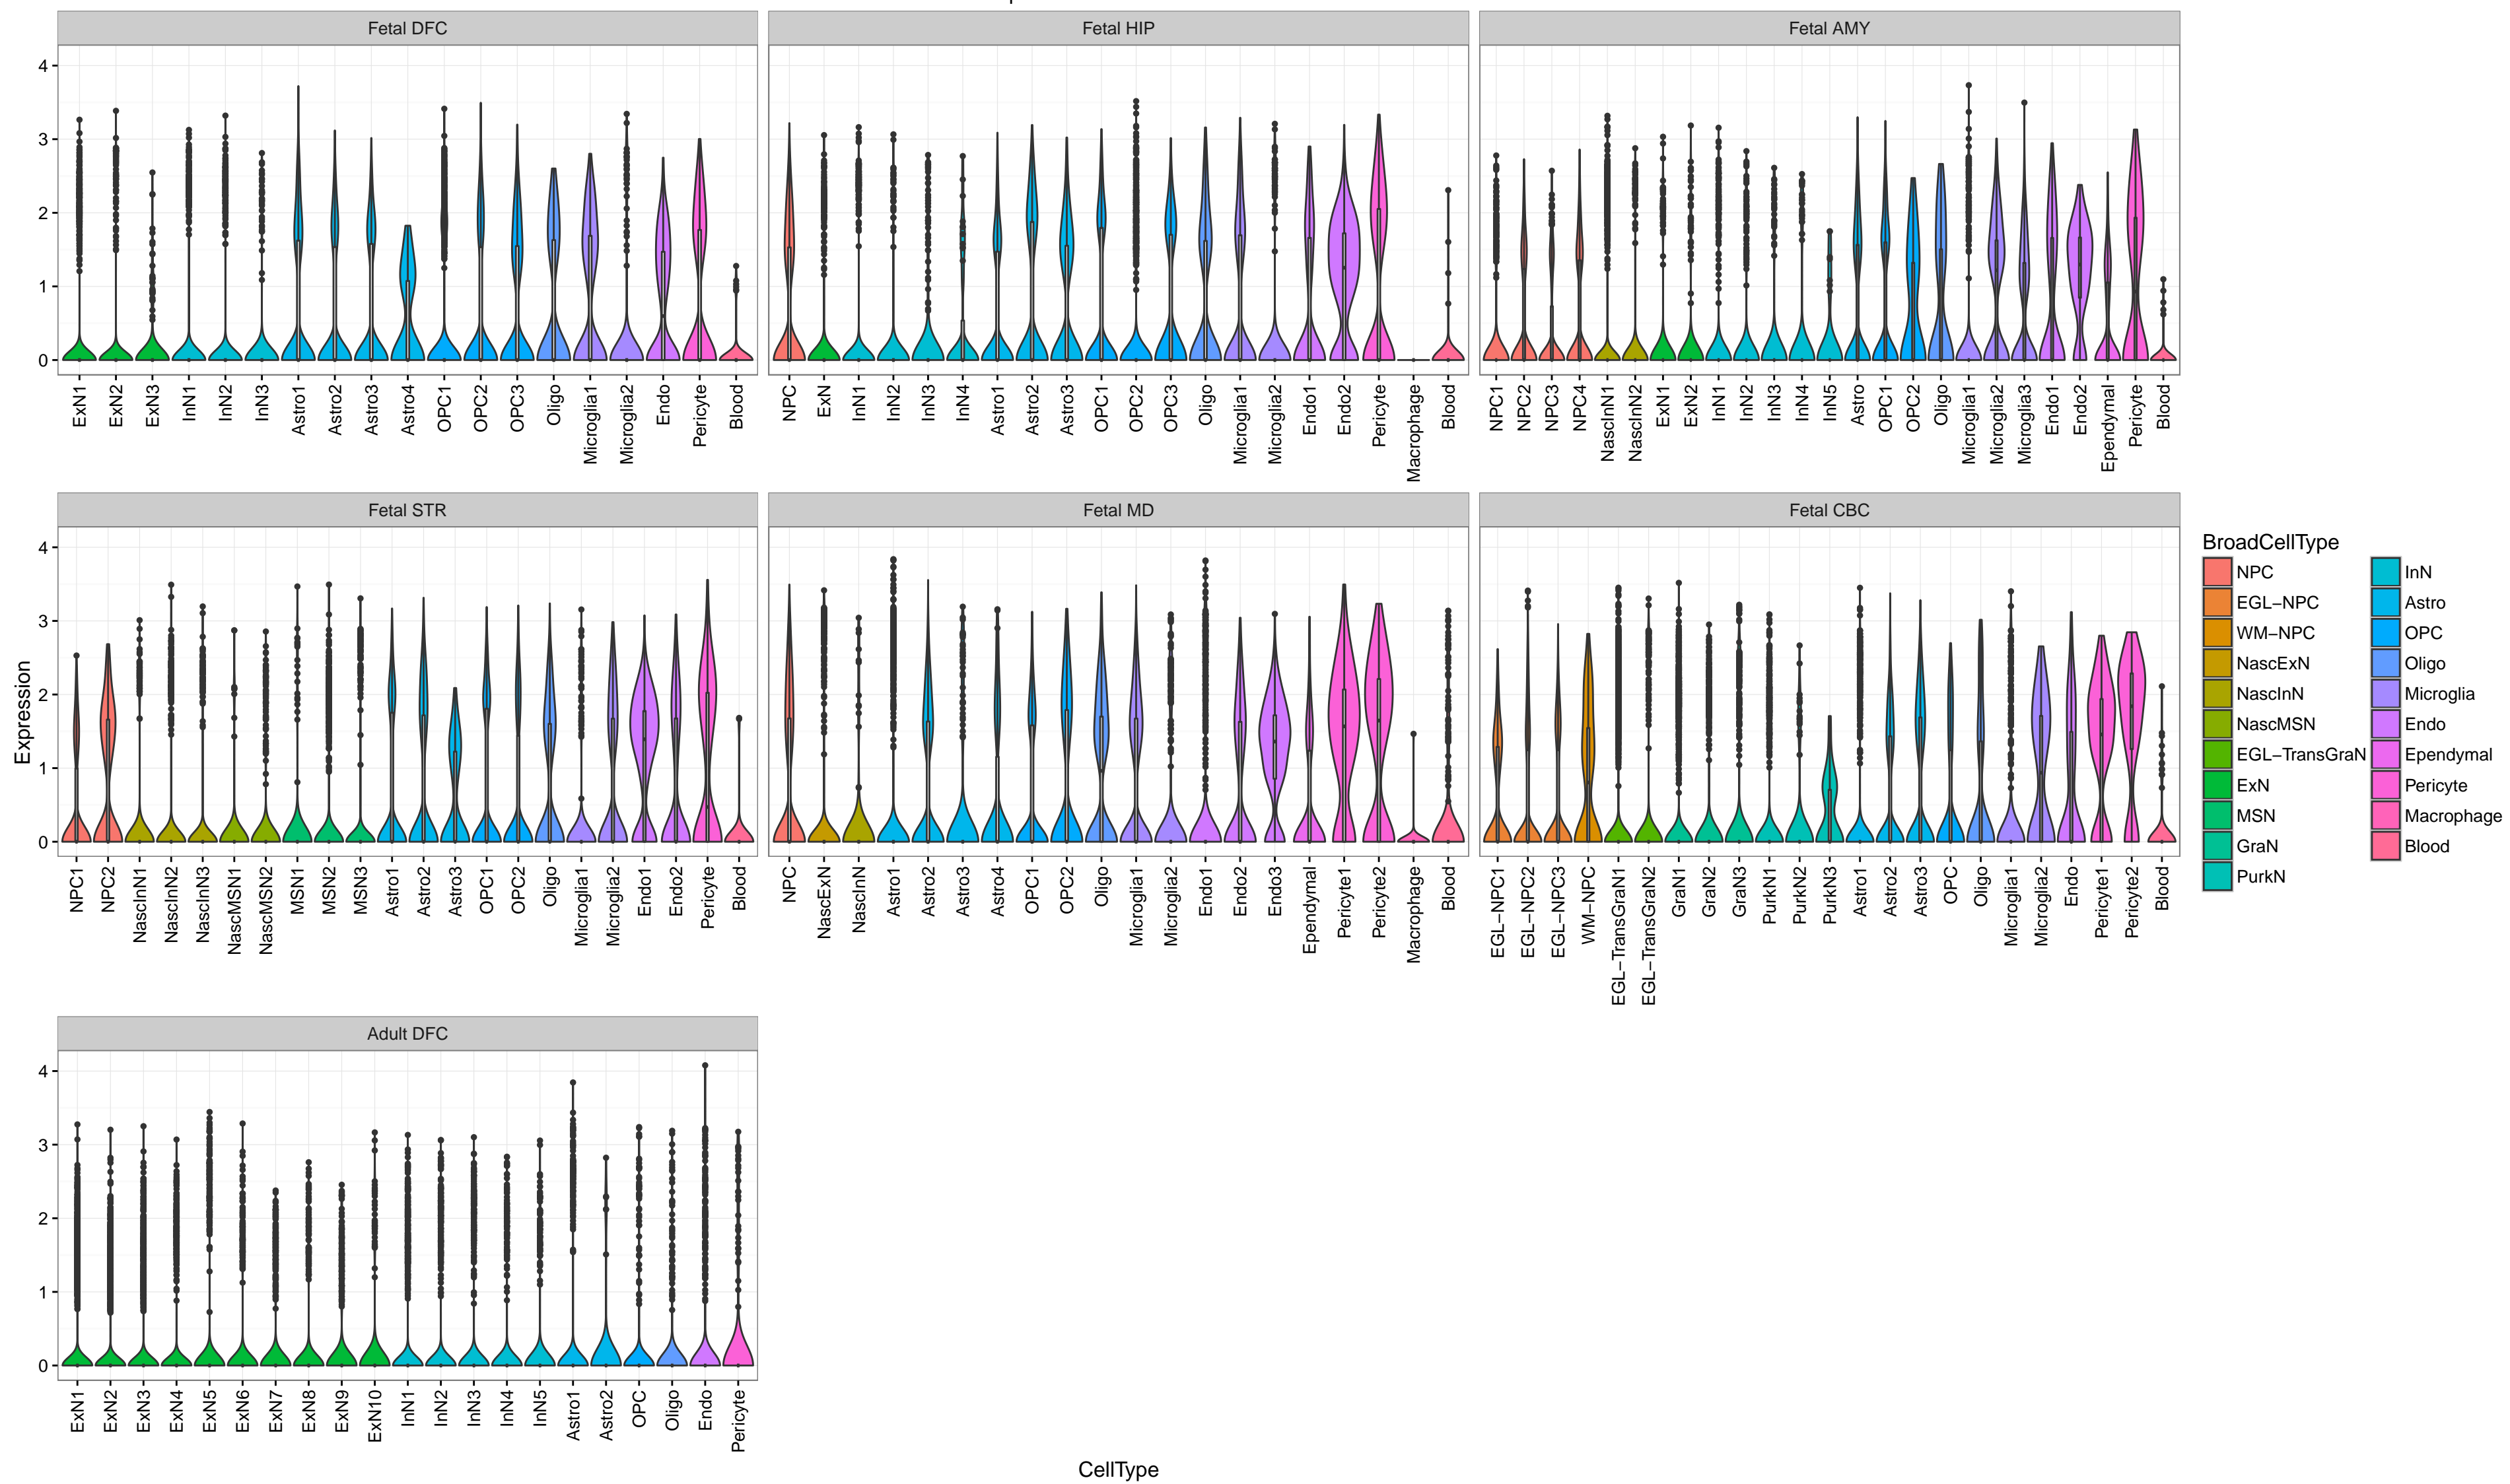 Fetal DFC Fetal HIP Fetal AMY
4
3
2
1
0
ExN1 ExN2 ExN3 InN1 InN2 InN3 Astro1 Astro2 Astro3 Astro4 OPC1 OPC2 OPC3 Oligo Microglia1 Microglia2 Endo Pericyte Blood
NPC ExN InN1 InN2 InN3 InN4 Astro1 Astro2 Astro3 OPC1 OPC2 OPC3 Oligo Microglia1 Microglia2 Endo1 Endo2 Pericyte Macrophage Blood
NPC1 NPC2 NPC3 NPC4 NascInN1 NascInN2 ExN1 ExN2 InN1 InN2 InN3 InN4 InN5 Astro OPC1 OPC2 Oligo Microglia1 Microglia2 Microglia3 Endo1 Endo2 Ependymal Pericyte Blood
Fetal STR Fetal MD Fetal CBC
Expression
4
3
2
1
0
NPC1 NPC2 NascInN1 NascInN2 NascInN3 NascMSN1 NascMSN2 MSN1 MSN2 MSN3 Astro1 Astro2 Astro3 OPC1 OPC2 Oligo Microglia1 Microglia2 Endo1 Endo2 Pericyte Blood
NPC NascExN NascInN Astro1 Astro2 Astro3 Astro4 OPC1 OPC2 Oligo Microglia1 Microglia2 Endo1 Endo2 Endo3 Ependymal Pericyte1 Pericyte2 Macrophage Blood
EGL−NPC1 EGL−NPC2 EGL−NPC3 WM−NPC EGL−TransGraN1 EGL−TransGraN2 GraN1 GraN2 GraN3 PurkN1 PurkN2 PurkN3 Astro1 Astro2 Astro3 OPC Oligo Microglia1 Microglia2 Endo Pericyte1 Pericyte2 Blood
BroadCellType
NPC InN
EGL−NPC Astro
WM−NPC OPC
NascExN Oligo
NascInN Microglia
NascMSN Endo
EGL−TransGraN Ependymal
ExN Pericyte
MSN Macrophage
GraN Blood
PurkN
Adult DFC
4
3
2
1
0
ExN1 ExN2 ExN3 ExN4 ExN5 ExN6 ExN7 ExN8 ExN9 ExN10 InN1 InN2 InN3 InN4 InN5 Astro1 Astro2 OPC Oligo Endo Pericyte
CellType